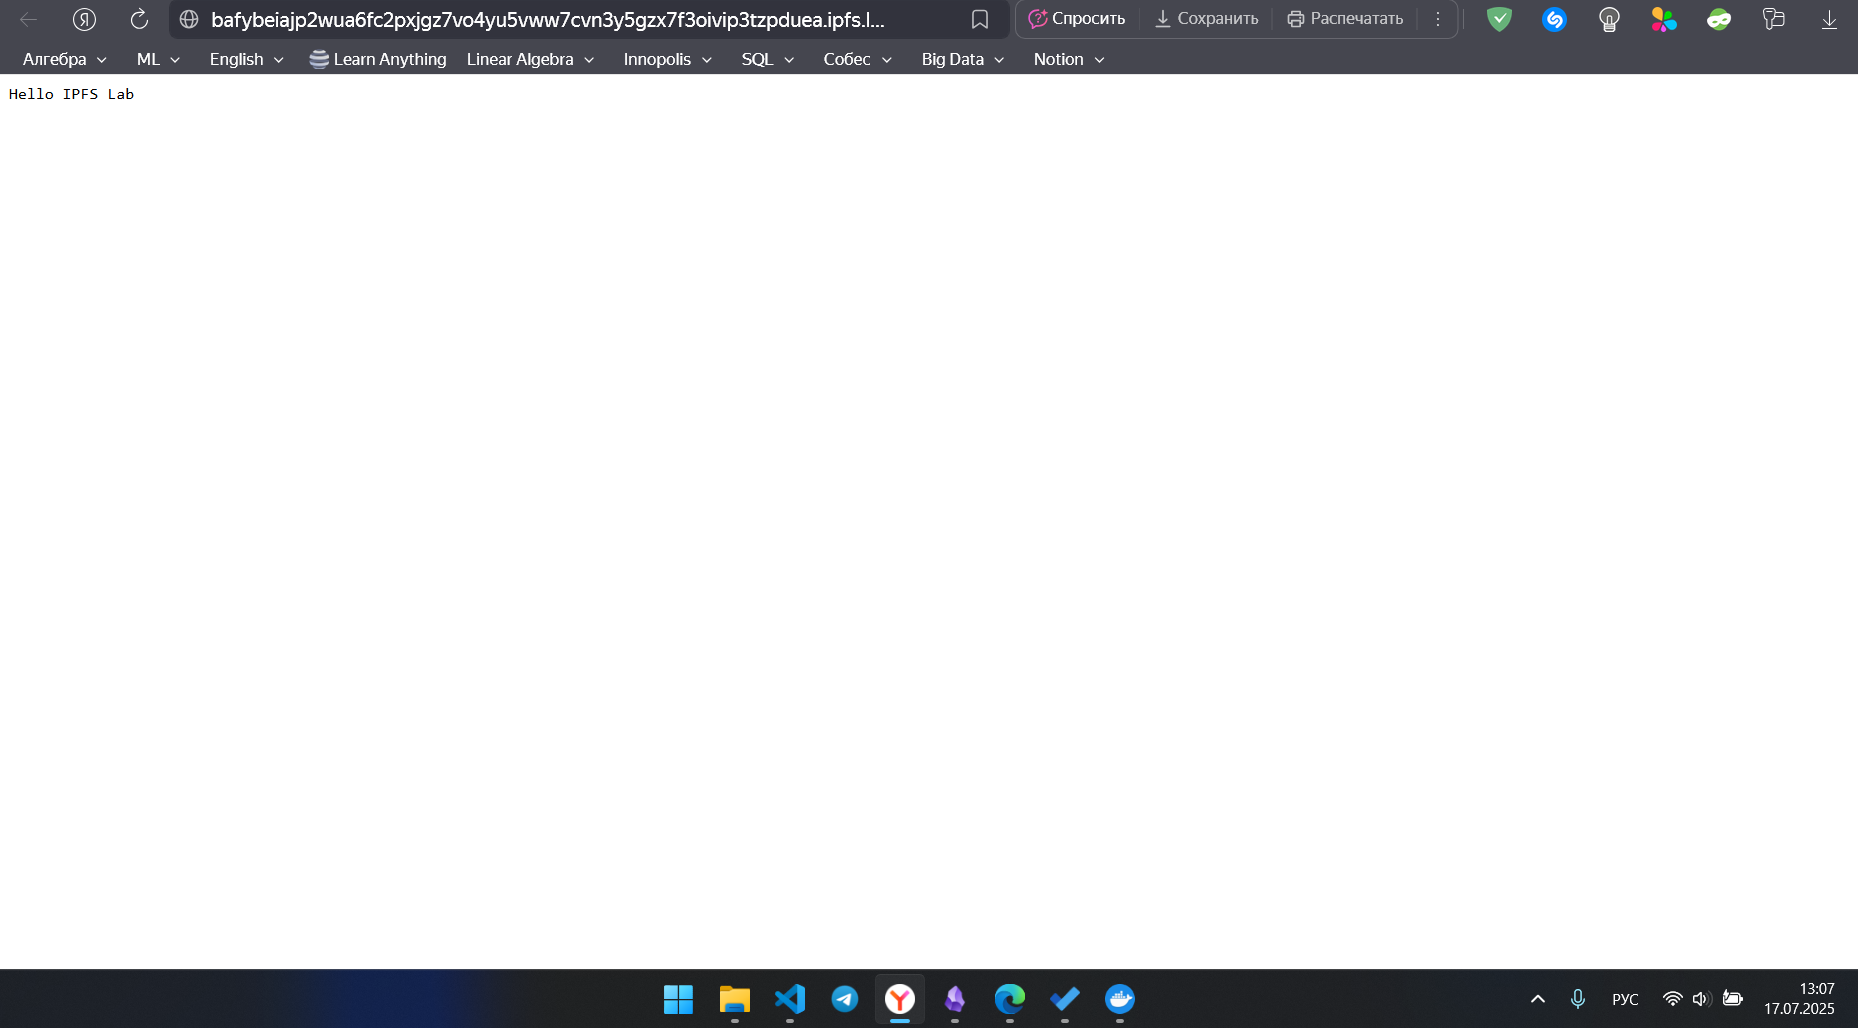 bafybeiajp2wua6fc2pxjgz7vo4yu5vww7cvn3y5gzx7f3oivip3tzpduea.ipfs.l... Спросить Сохранить Распечатать
Алгебра ML English Learn Anything Linear Algebra Innopolis SQL Собес Big Data Notion
Hello IPFS Lab
РУС
13:07
17.07.2025